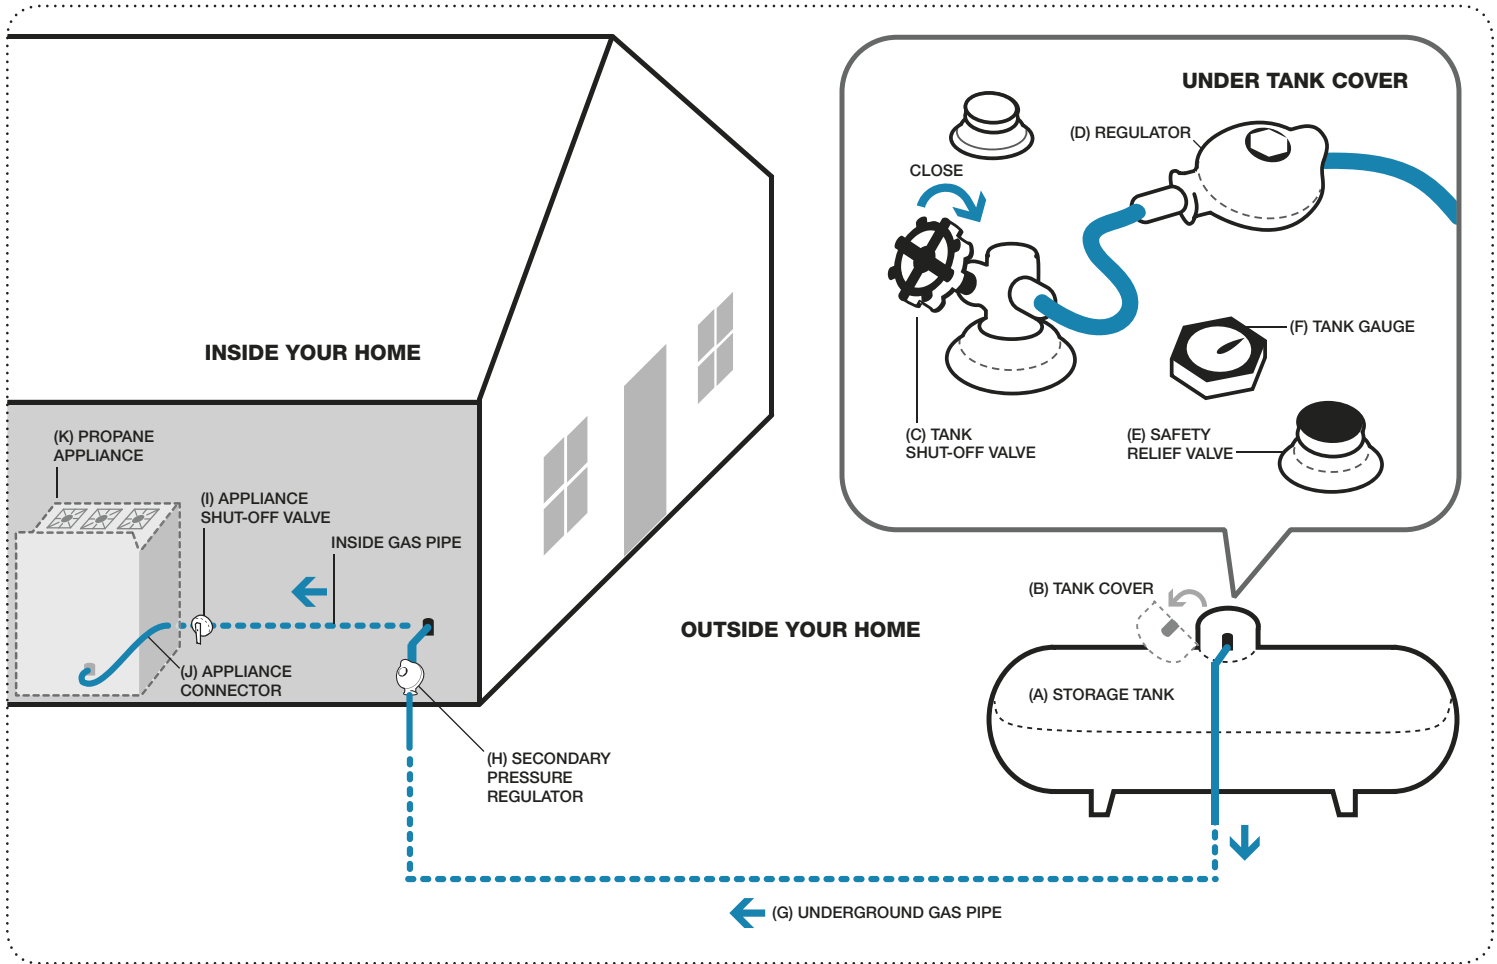 UNDER TANK COVER
(D) REGULATOR
CLOSE
(F) TANK GAUGE
(C) TANK
SHUT-OFF VALVE
(E) SAFETY
RELIEF VALVE
INSIDE YOUR HOME
(K) PROPANE
APPLIANCE
(I) APPLIANCE
SHUT-OFF VALVE
INSIDE GAS PIPE
(J) APPLIANCE
CONNECTOR
(H) SECONDARY
PRESSURE
REGULATOR
OUTSIDE YOUR HOME
(B) TANK COVER
(A) STORAGE TANK
(G) UNDERGROUND GAS PIPE